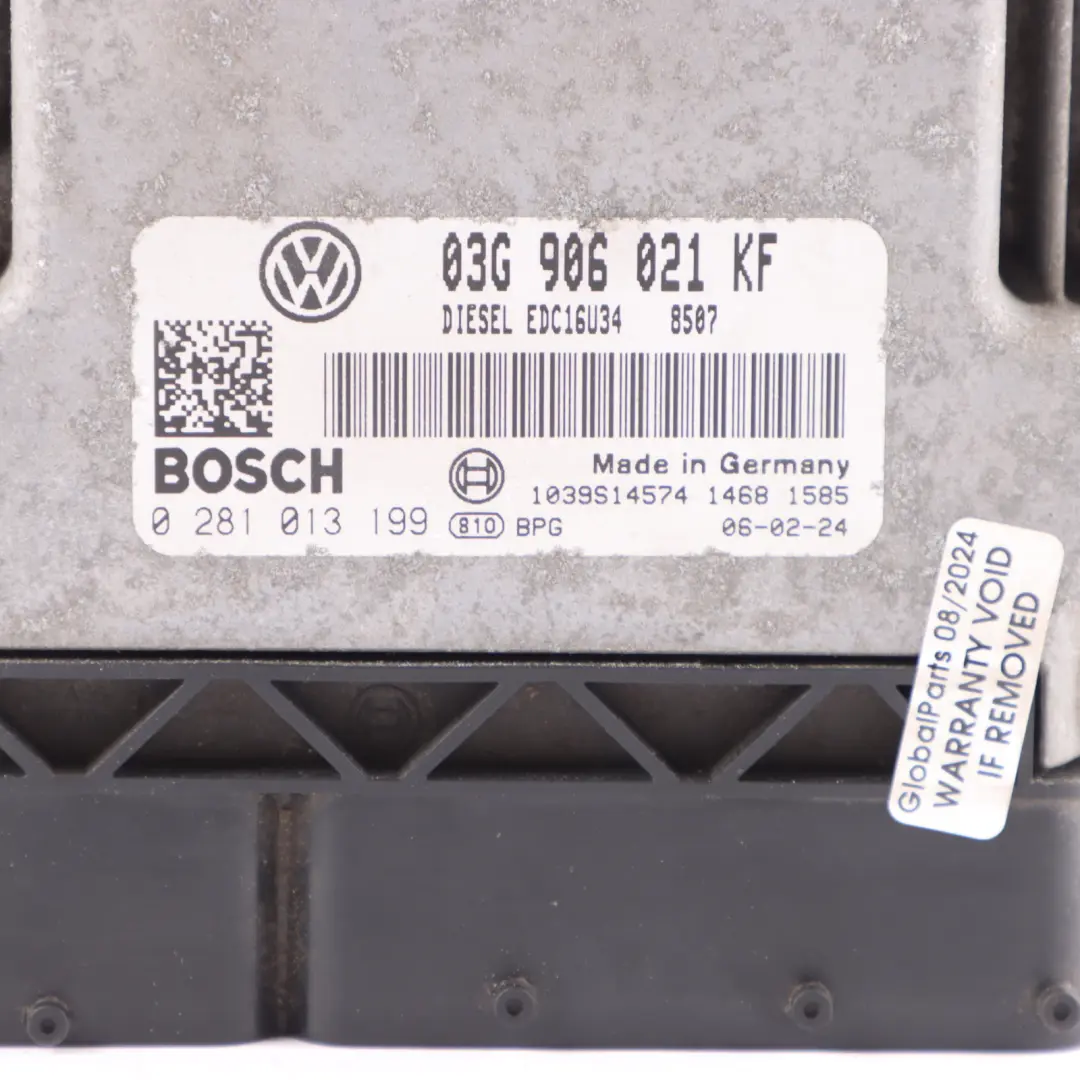 03G 906 021 KF
DIESEL EDC16U34 8507
BOSCH
Made in Germany
1039S14574 1468 1585
0 281 013 199 810 BPG 06-02-24
GlobalParts 08/2024
WARRANTY VOID
IF REMOVED